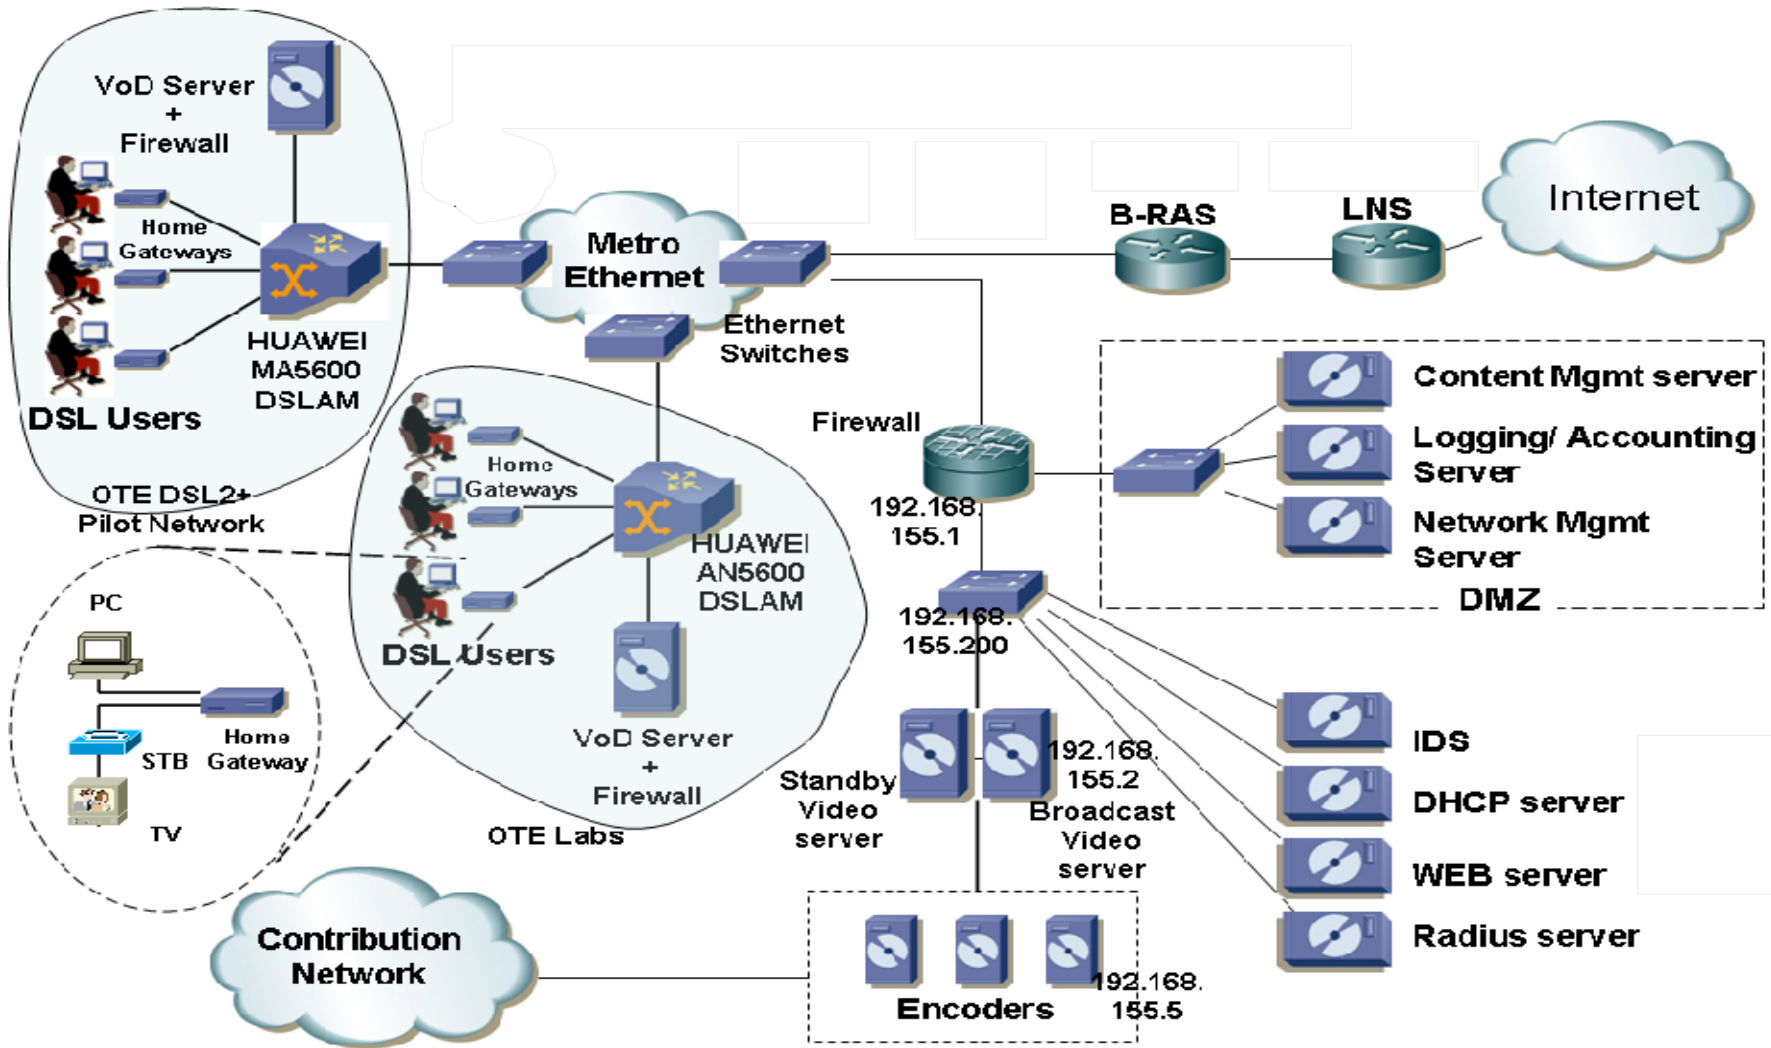 VoD Server
+
Firewall
Home
Gateways
HUAWEI
MA5600
DSLAM
DSL Users
OTE DSL2+
Pilot Network
Metro
Ethernet
Ethernet
Switches
B-RAS
LNS
Internet
Firewall
192.168.
155.1
Content Mgmt server
Logging/ Accounting
Server
Network Mgmt
Server
DMZ
Home
Gateways
HUAWEI
AN5600
DSLAM
DSL Users
VoD Server
+
Firewall
OTE Labs
PC
STB
Home
Gateway
TV
192.168.
155.200
Standby
Video
server
192.168.
155.2
Broadcast
Video
server
IDS
DHCP server
WEB server
Radius server
Contribution
Network
Encoders
192.168.
155.5